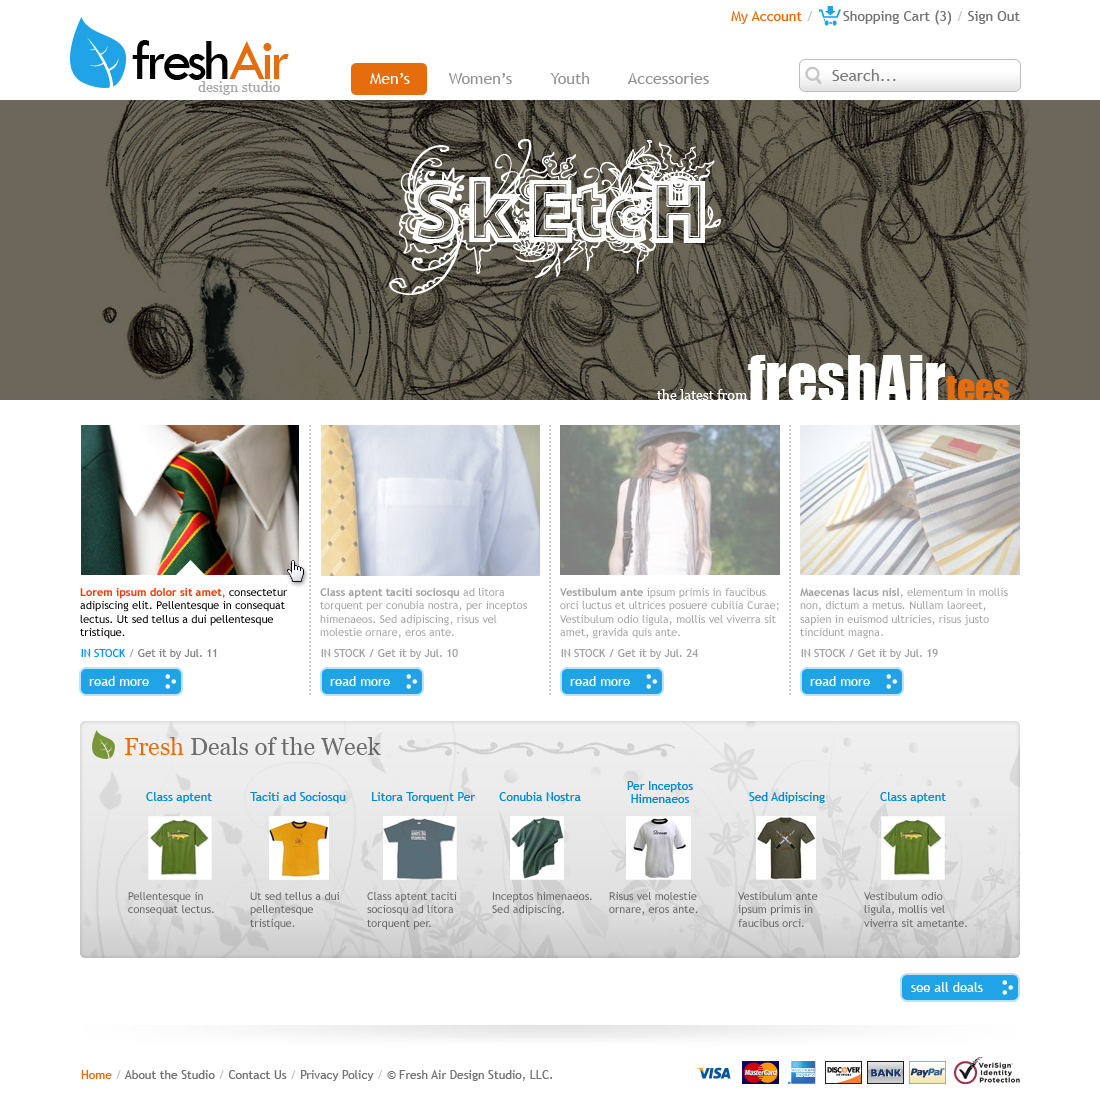 My Account / Shopping Cart (3) / Sign Out
freshAir
design studio
Men's Women's Youth Accessories
Search...
SkEtcH
the latest from freshAir tees
Lorem ipsum dolor sit amet, consectetur
adipiscing elit. Pellentesque in consequat
lectus. Ut sed tellus a dui pellentesque
tristique.
IN STOCK / Get it by Jul. 11
read more
Class aptent taciti sociosqu ad litora
torquent per conubia nostra, per inceptos
himenaeos. Sed adipiscing, risus vel
molestie ornare, eros ante.
IN STOCK / Get it by Jul. 10
read more
Vestibulum ante ipsum primis in faucibus
orci luctus et ultrices posuere cubilia Curae;
Vestibulum odio ligula, mollis vel viverra sit
amet, gravida quis ante.
IN STOCK / Get it by Jul. 24
read more
Maecenas lacus nisl, elementum in mollis
non, dictum a metus. Nullam laoreet,
sapien in euismod ultricies, risus justo
tincidunt magna.
IN STOCK / Get it by Jul. 19
read more
Fresh Deals of the Week
Class aptent
Pellentesque in
consequat lectus.
Taciti ad Sociosqu
Ut sed tellus a dui
pellentesque
tristique.
Litora Torquent Per
Class aptent taciti
sociosqu ad litora
torquent per.
Conubia Nostra
Inceptos himenaeos.
Sed adipiscing.
Per Inceptos
Himenaeos
Risus vel molestie
ornare, eros ante.
Sed Adipiscing
Vestibulum ante
ipsum primis in
faucibus orci.
Class aptent
Vestibulum odio
ligula, mollis vel
viverra sit ametante.
see all deals
Home / About the Studio / Contact Us / Privacy Policy / © Fresh Air Design Studio, LLC.
VISA MasterCard DISCOVER BANK PayPal
VeriSign
Identity
Protection